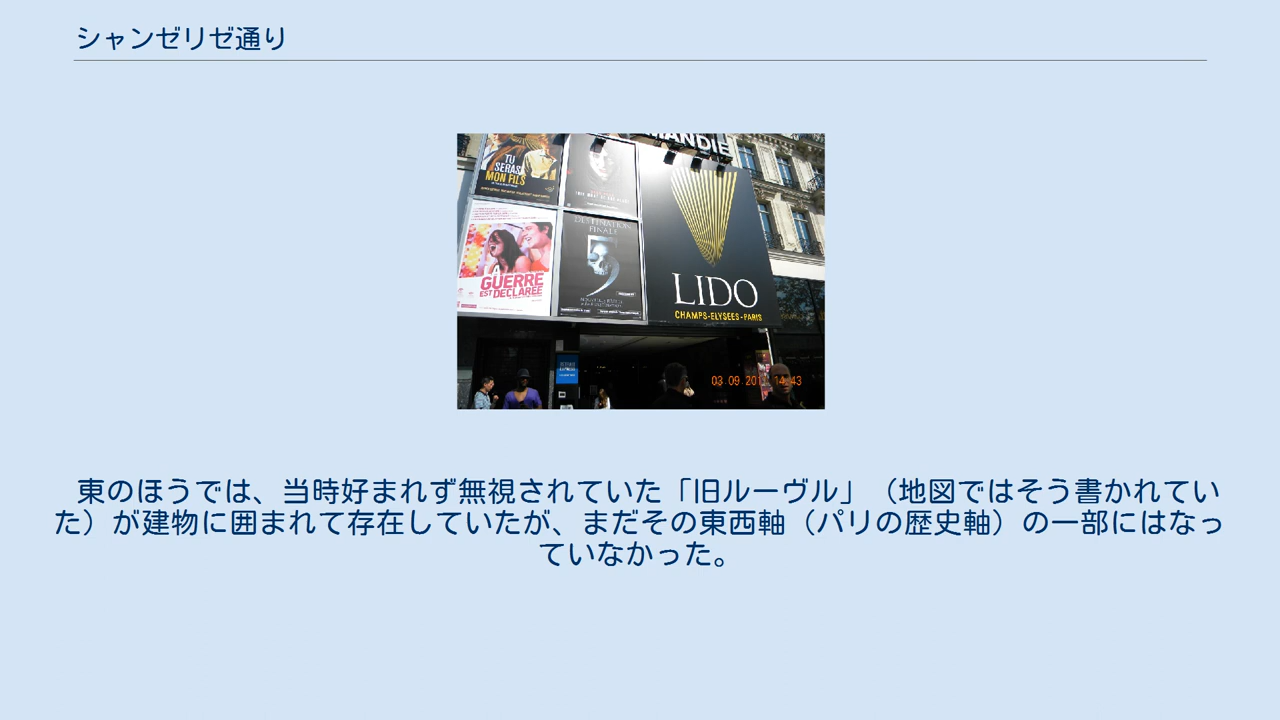 シャンゼリゼ通り
MANDIE
TU
SERAS
MON FILS
DESTINATION
FINALE
5
LA
GUERRE
EST DÉCLARÉE
LIDO
CHAMPS-ELYSEES-PARIS
03.09.201
14:43
東のほうでは、当時好まれず無視されていた「旧ルーヴル」（地図ではそう書かれてい
た）が建物に囲まれて存在していたが、まだその東西軸（パリの歴史軸）の一部にはなっ
ていなかった。